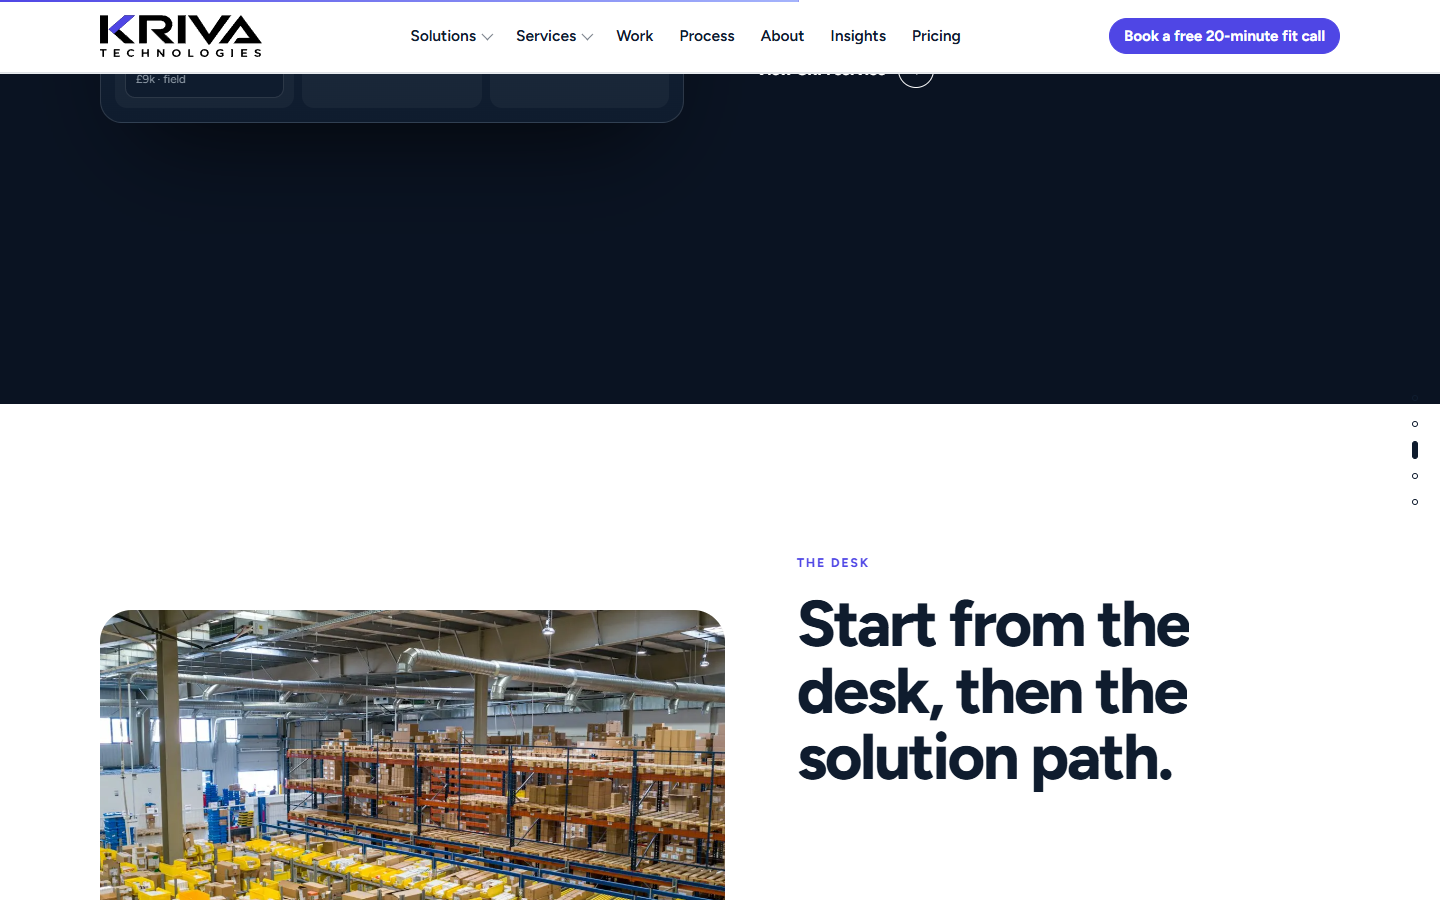 KRIVA
TECHNOLOGIES
Solutions
Services
Work
Process
About
Insights
Pricing
Book a free 20-minute fit call
£9k · field
THE DESK
Start from the
desk, then the
solution path.